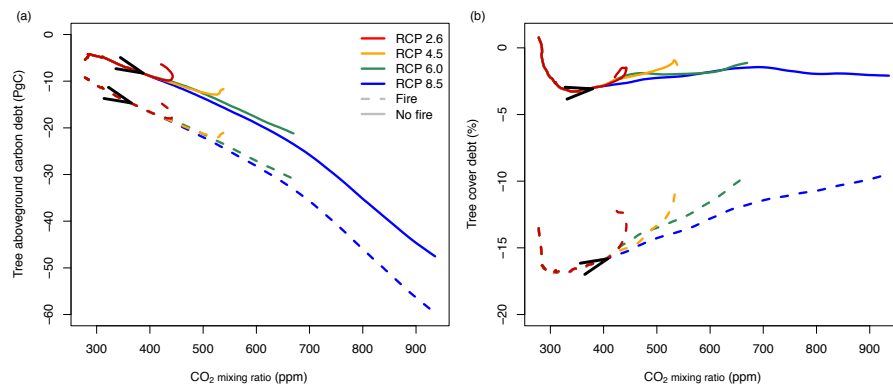 (a)
Tree aboveground carbon debt (PgC)
0
−10
−20
−30
−40
−50
−60
300 400 500 600 700 800 900
CO2 mixing ratio (ppm)
RCP 2.6
RCP 4.5
RCP 6.0
RCP 8.5
Fire
No fire
(b)
Tree cover debt (%)
0
−5
−10
−15
−20
300 400 500 600 700 800 900
CO2 mixing ratio (ppm)